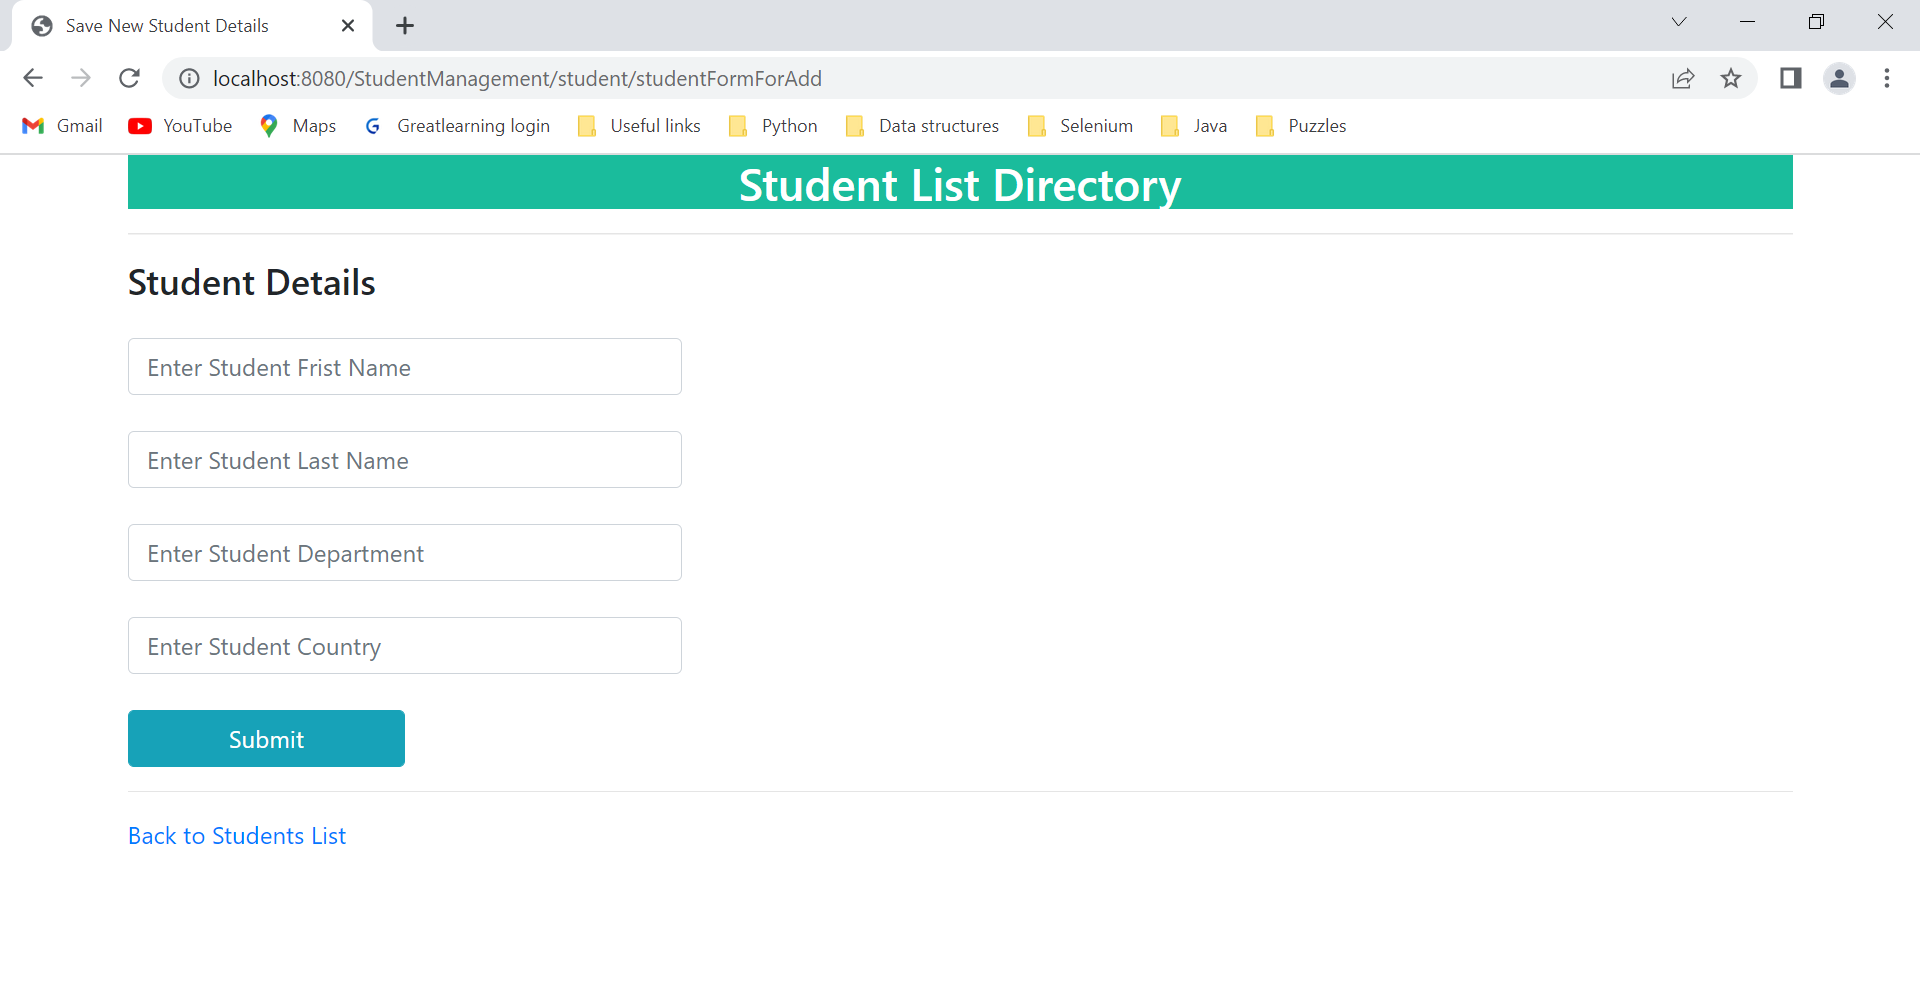 Save New Student Details
localhost:8080/StudentManagement/student/studentFormForAdd
Gmail YouTube Maps Greatlearning login Useful links Python Data structures Selenium Java Puzzles
Student List Directory
Student Details
Enter Student Frist Name
Enter Student Last Name
Enter Student Department
Enter Student Country
Submit
Back to Students List